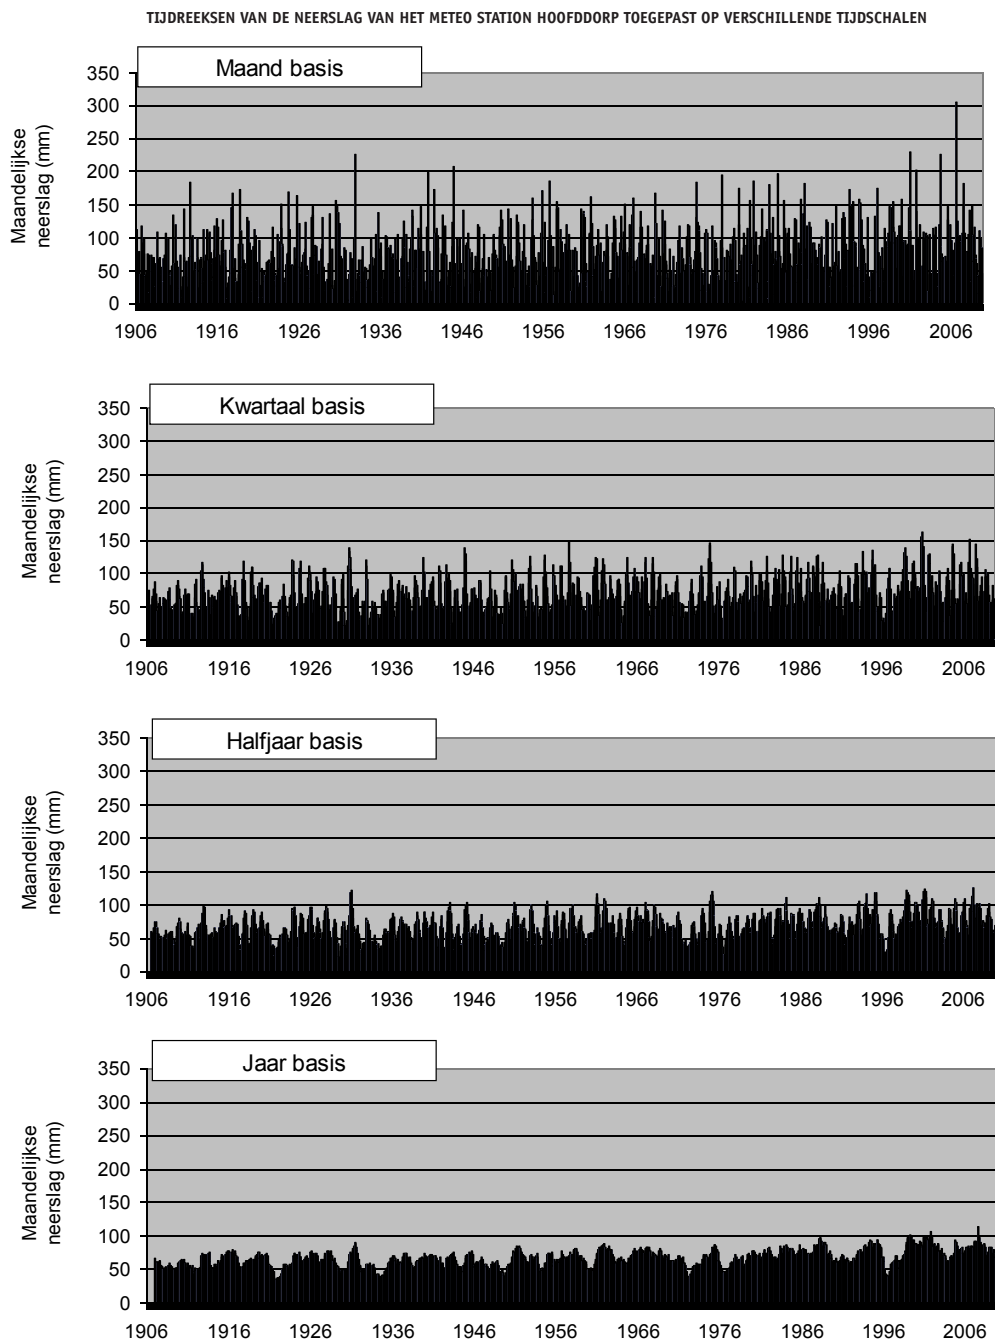 TIJDREEKSEN VAN DE NEERSLAG VAN HET METEO STATION HOOFDDORP TOEGEPAST OP VERSCHILLENDE TIJDSCHALEN
Maand basis
Maandelijkse
neerslag (mm)
350
300
250
200
150
100
50
0
1906 1916 1926 1936 1946 1956 1966 1976 1986 1996 2006
Kwartaal basis
Maandelijkse
neerslag (mm)
350
300
250
200
150
100
50
0
1906 1916 1926 1936 1946 1956 1966 1976 1986 1996 2006
Halfjaar basis
Maandelijkse
neerslag (mm)
350
300
250
200
150
100
50
0
1906 1916 1926 1936 1946 1956 1966 1976 1986 1996 2006
Jaar basis
Maandelijkse
neerslag (mm)
350
300
250
200
150
100
50
0
1906 1916 1926 1936 1946 1956 1966 1976 1986 1996 2006